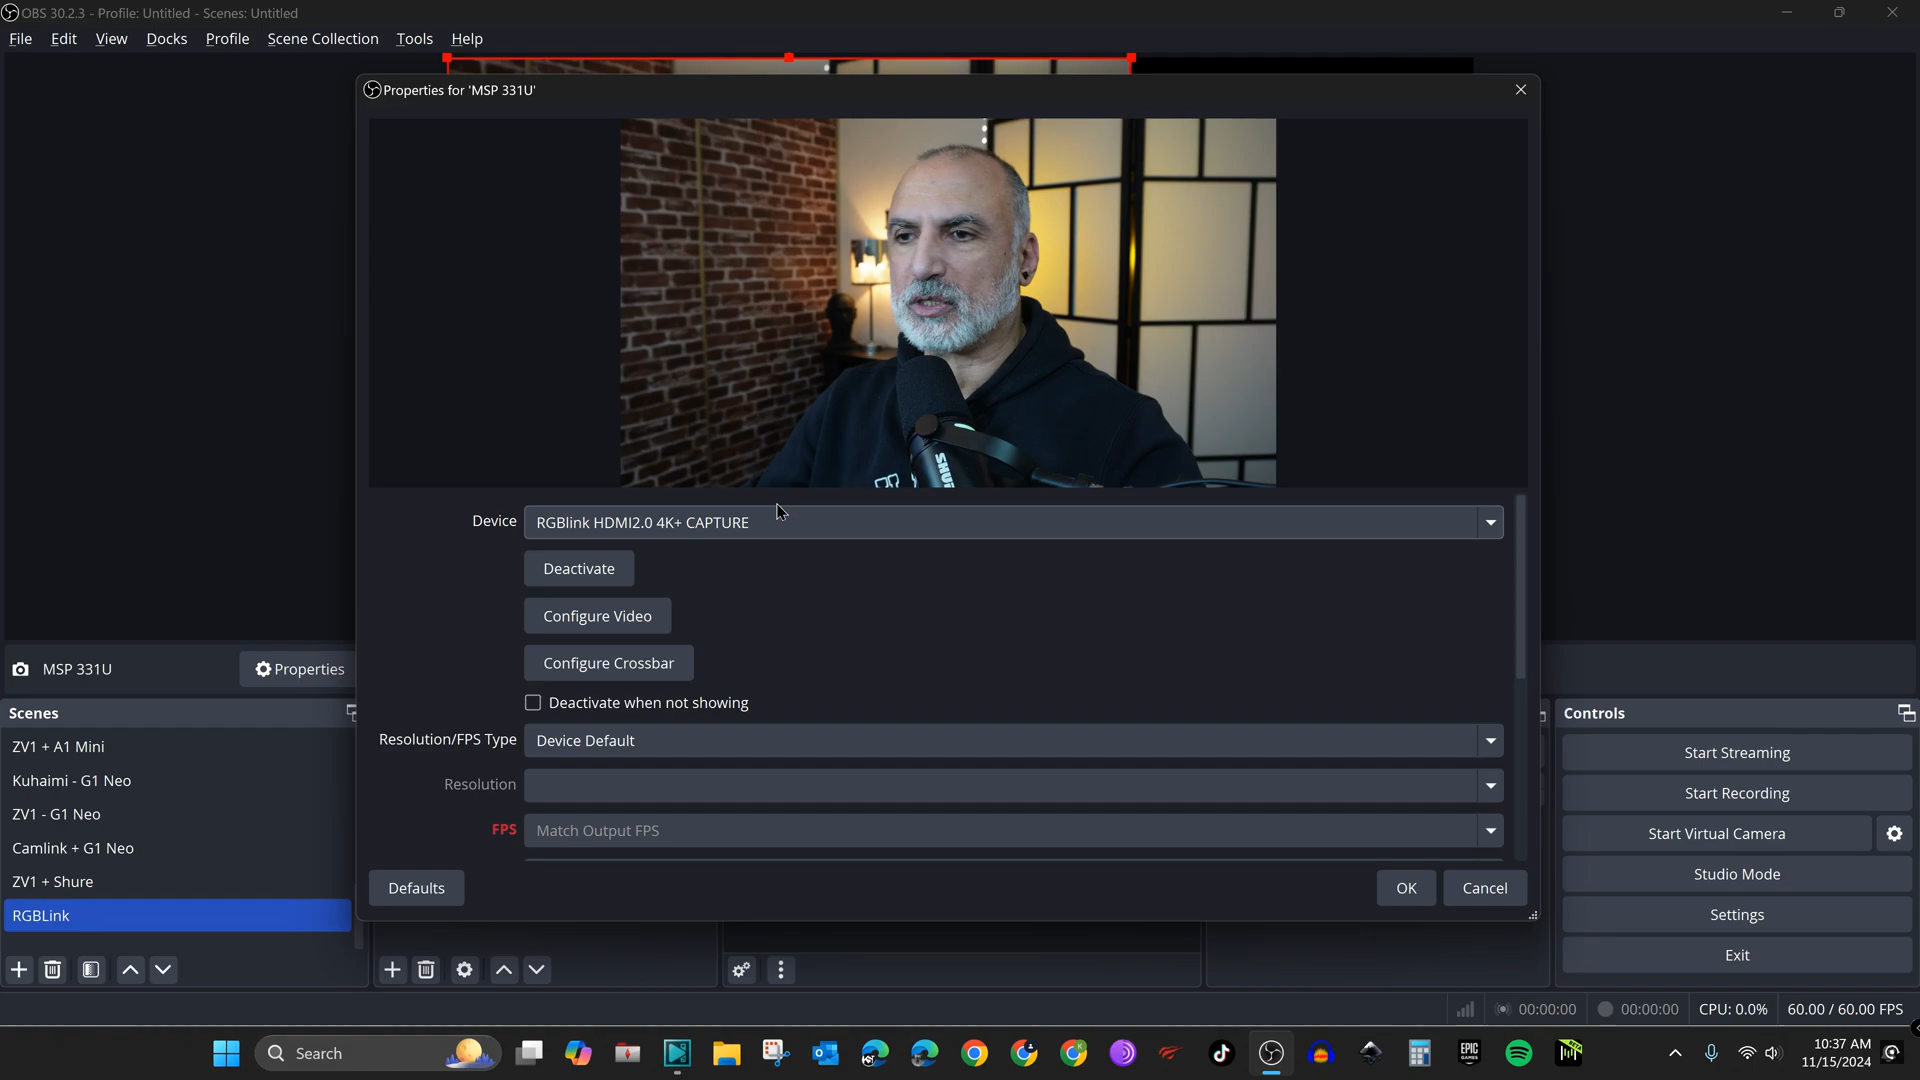 OBS 30.2.3 - Profile: Untitled - Scenes: Untitled
File Edit View Docks Profile Scene Collection Tools Help
Properties for 'MSP 331U'
Device RGBlink HDMI2.0 4K+ CAPTURE
Deactivate
Configure Video
Configure Crossbar
Deactivate when not showing
Resolution/FPS Type Device Default
Resolution
FPS Match Output FPS
Defaults OK Cancel
MSP 331U Properties
Scenes
ZV1 + A1 Mini
Kuhaimi - G1 Neo
ZV1 - G1 Neo
Camlink + G1 Neo
ZV1 + Shure
RGBLink
Controls
Start Streaming
Start Recording
Start Virtual Camera
Studio Mode
Settings
Exit
00:00:00 00:00:00 CPU: 0.0% 60.00 / 60.00 FPS
Search
10:37 AM
11/15/2024